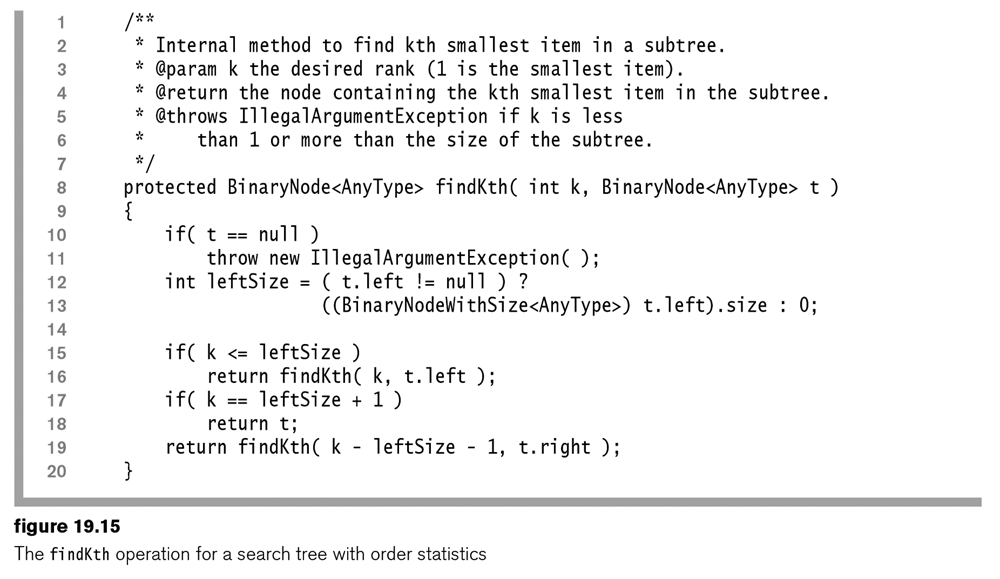 1 /**
2 * Internal method to find kth smallest item in a subtree.
3 * @param k the desired rank (1 is the smallest item).
4 * @return the node containing the kth smallest item in the subtree.
5 * @throws IllegalArgumentException if k is less
6 * than 1 or more than the size of the subtree.
7 */
8 protected BinaryNode<AnyType> findKth( int k, BinaryNode<AnyType> t )
9 {
10 if( t == null )
11 throw new IllegalArgumentException( );
12 int leftSize = ( t.left != null ) ?
13 ((BinaryNodeWithSize<AnyType>) t.left).size : 0;
14
15 if( k <= leftSize )
16 return findKth( k, t.left );
17 if( k == leftSize + 1 )
18 return t;
19 return findKth( k - leftSize - 1, t.right );
20 }
figure 19.15
The findKth operation for a search tree with order statistics